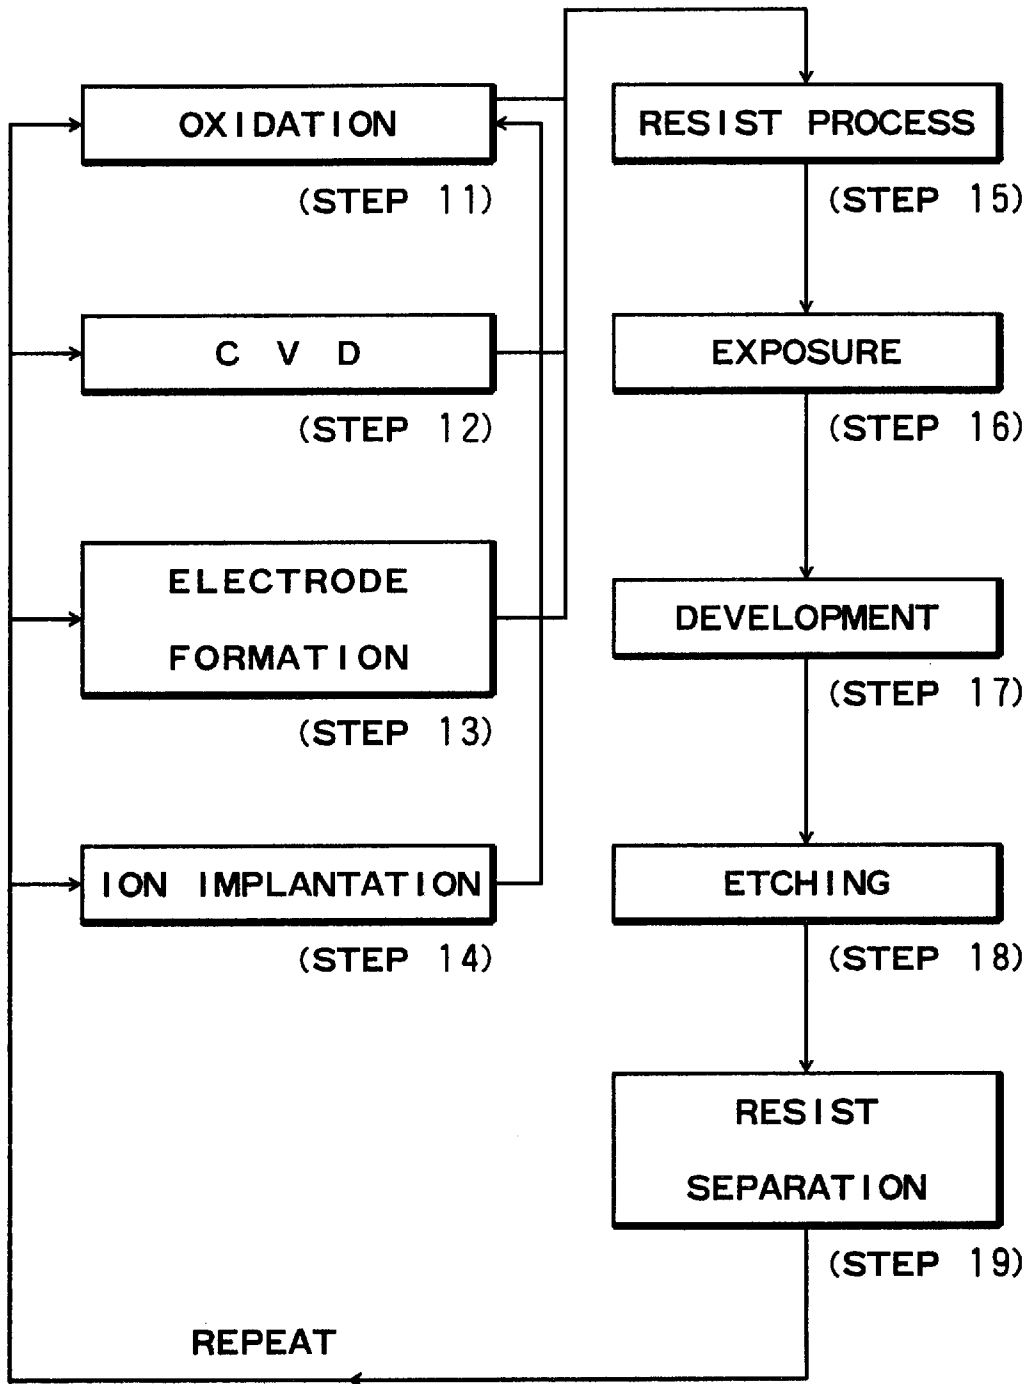 OXIDATION
(STEP 11)
C V D
(STEP 12)
ELECTRODE
FORMATION
(STEP 13)
ION IMPLANTATION
(STEP 14)
RESIST PROCESS
(STEP 15)
EXPOSURE
(STEP 16)
DEVELOPMENT
(STEP 17)
ETCHING
(STEP 18)
RESIST
SEPARATION
(STEP 19)
REPEAT